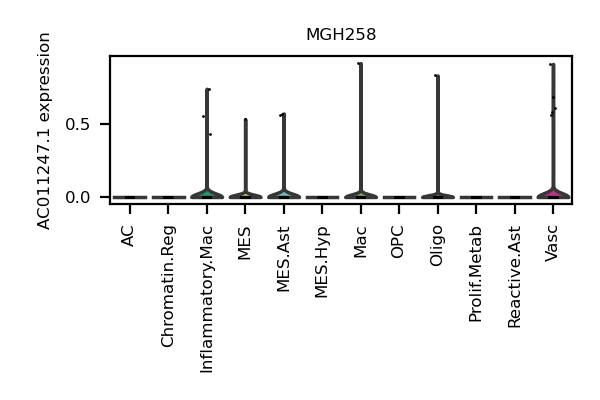 MGH258
AC011247.1 expression
0.5
0.0
AC
Chromatin.Reg
Inflammatory.Mac
MES
MES.Ast
MES.Hyp
Mac
OPC
Oligo
Prolif.Metab
Reactive.Ast
Vasc